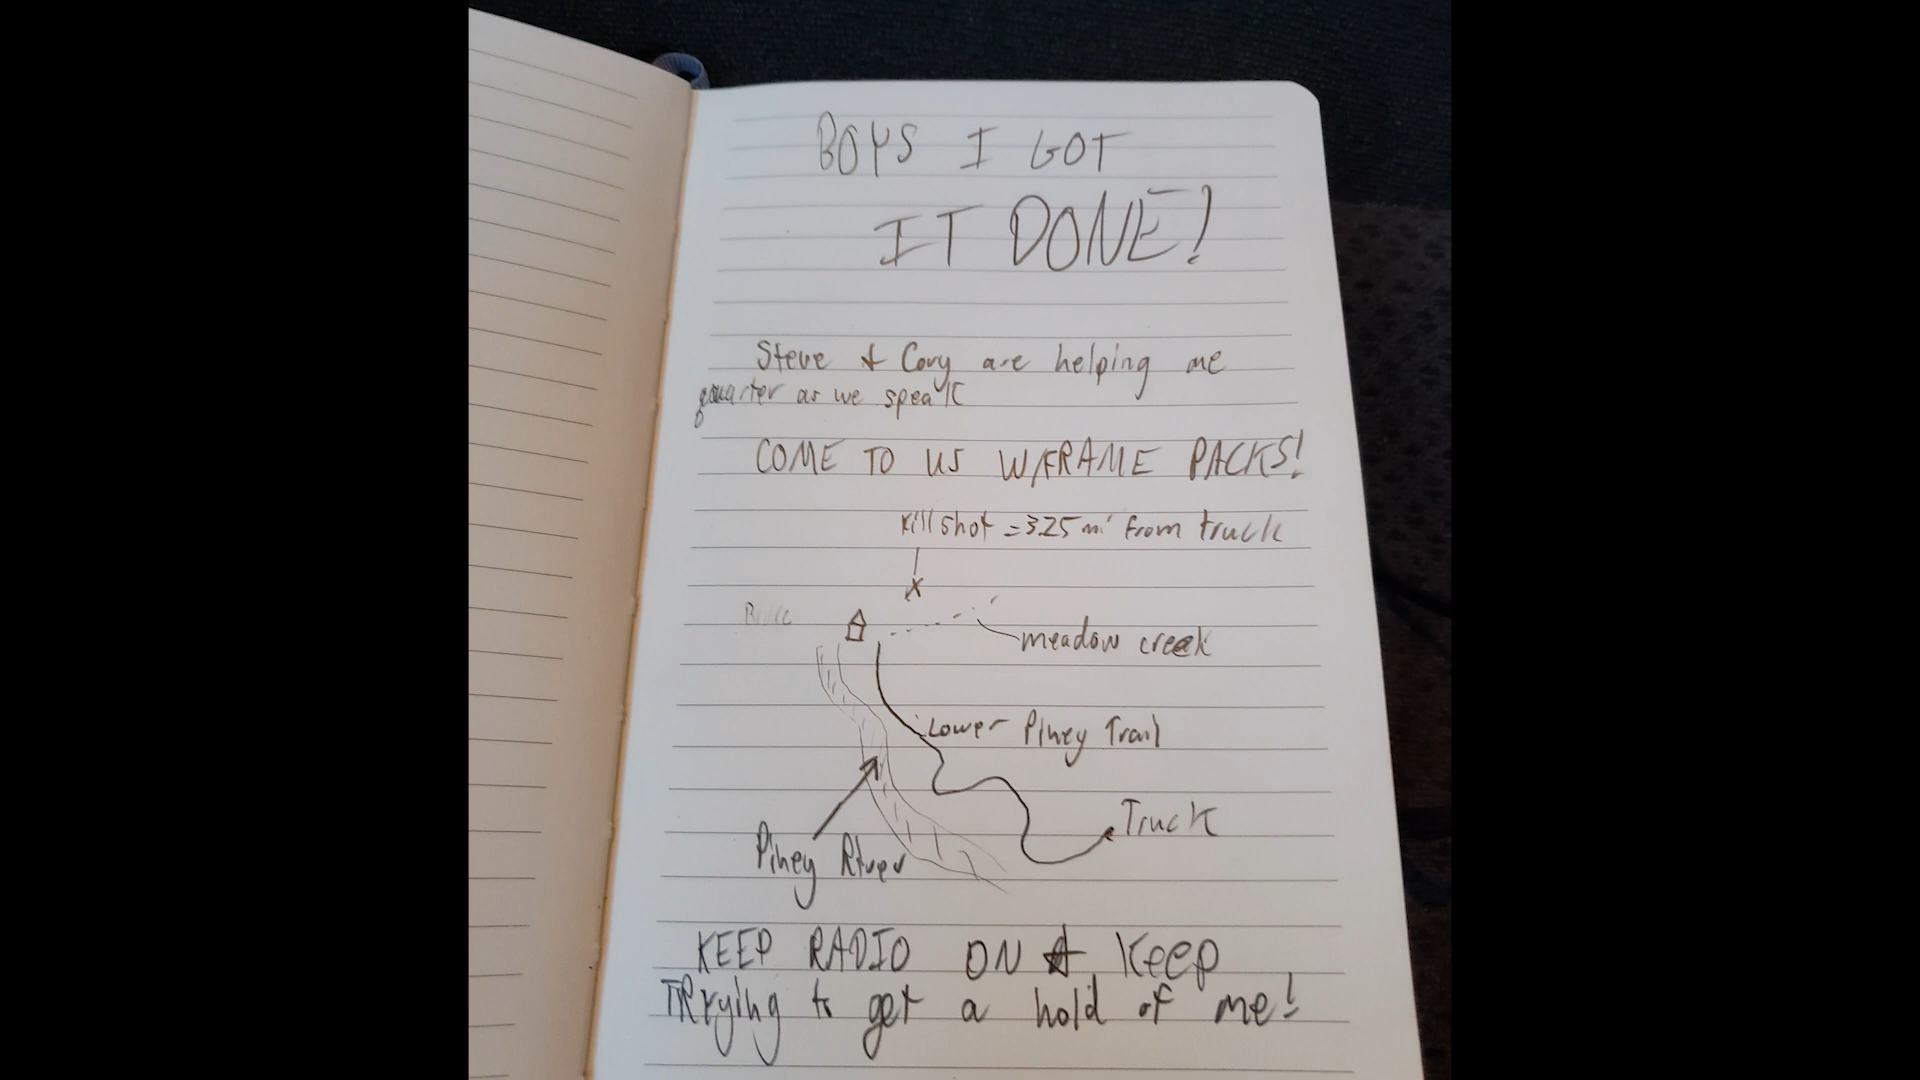 BOYS I GOT
IT DONE!
Steve & Cory are helping me
quarter as we speak
COME TO US W/FRAME PACKS!
Kill shot = 3.25 mi from truck
X
meadow creek
Lower Piney Trail
Truck
Piney River
KEEP RADIO ON & Keep
TRrying to get a hold of me!